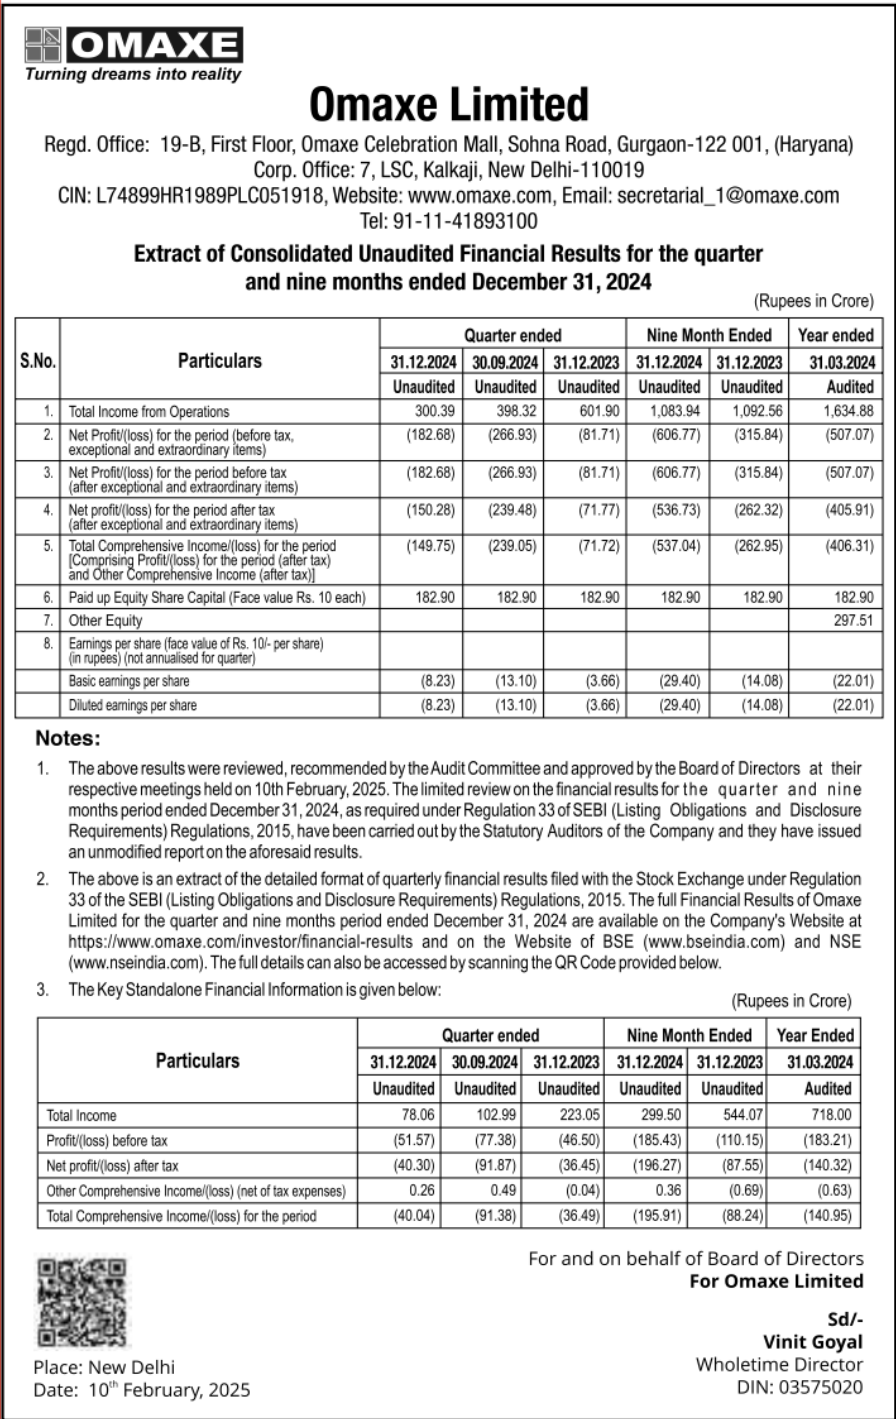 OMAXE
Turning dreams into reality
Omaxe Limited
Regd. Office: 19-B, First Floor, Omaxe Celebration Mall, Sohna Road, Gurgaon-122 001, (Haryana)
Corp. Office: 7, LSC, Kalkaji, New Delhi-110019
CIN: L74899HR1989PLC051918, Website: www.omaxe.com, Email: secretarial_1@omaxe.com
Tel: 91-11-41893100
Extract of Consolidated Unaudited Financial Results for the quarter
and nine months ended December 31, 2024
(Rupees in Crore)
S.No. Particulars Quarter ended Nine Month Ended Year ended
31.12.2024 30.09.2024 31.12.2023 31.12.2024 31.12.2023 31.03.2024
Unaudited Unaudited Unaudited Unaudited Unaudited Audited
1. Total Income from Operations 300.39 398.32 601.90 1,083.94 1,092.56 1,634.88
2. Net Profit/(loss) for the period (before tax, (182.68) (266.93) (81.71) (606.77) (315.84) (507.07)
exceptional and extraordinary items)
3. Net Profit/(loss) for the period before tax (182.68) (266.93) (81.71) (606.77) (315.84) (507.07)
(after exceptional and extraordinary items)
4. Net profit/(loss) for the period after tax (150.28) (239.48) (71.77) (536.73) (262.32) (405.91)
(after exceptional and extraordinary items)
5. Total Comprehensive Income/(loss) for the period (149.75) (239.05) (71.72) (537.04) (262.95) (406.31)
[Comprising Profit/(loss) for the period (after tax)
and Other Comprehensive Income (after tax)]
6. Paid up Equity Share Capital (Face value Rs. 10 each) 182.90 182.90 182.90 182.90 182.90 182.90
7. Other Equity 297.51
8. Earnings per share (face value of Rs. 10/- per share)
(in rupees) (not annualised for quarter)
Basic earnings per share (8.23) (13.10) (3.66) (29.40) (14.08) (22.01)
Diluted earnings per share (8.23) (13.10) (3.66) (29.40) (14.08) (22.01)
Notes:
1. The above results were reviewed, recommended by the Audit Committee and approved by the Board of Directors at their
respective meetings held on 10th February, 2025. The limited review on the financial results for the quarter and nine
months period ended December 31, 2024, as required under Regulation 33 of SEBI (Listing Obligations and Disclosure
Requirements) Regulations, 2015, have been carried out by the Statutory Auditors of the Company and they have issued
an unmodified report on the aforesaid results.
2. The above is an extract of the detailed format of quarterly financial results filed with the Stock Exchange under Regulation
33 of the SEBI (Listing Obligations and Disclosure Requirements) Regulations, 2015. The full Financial Results of Omaxe
Limited for the quarter and nine months period ended December 31, 2024 are available on the Company's Website at
https://www.omaxe.com/investor/financial-results and on the Website of BSE (www.bseindia.com) and NSE
(www.nseindia.com). The full details can also be accessed by scanning the QR Code provided below.
3. The Key Standalone Financial Information is given below:
(Rupees in Crore)
Particulars Quarter ended Nine Month Ended Year Ended
31.12.2024 30.09.2024 31.12.2023 31.12.2024 31.12.2023 31.03.2024
Unaudited Unaudited Unaudited Unaudited Unaudited Audited
Total Income 78.06 102.99 223.05 299.50 544.07 718.00
Profit/(loss) before tax (51.57) (77.38) (46.50) (185.43) (110.15) (183.21)
Net profit/(loss) after tax (40.30) (91.87) (36.45) (196.27) (87.55) (140.32)
Other Comprehensive Income/(loss) (net of tax expenses) 0.26 0.49 (0.04) 0.36 (0.69) (0.63)
Total Comprehensive Income/(loss) for the period (40.04) (91.38) (36.49) (195.91) (88.24) (140.95)
For and on behalf of Board of Directors
For Omaxe Limited
Sd/-
Vinit Goyal
Wholetime Director
DIN: 03575020
Place: New Delhi
Date: 10th February, 2025